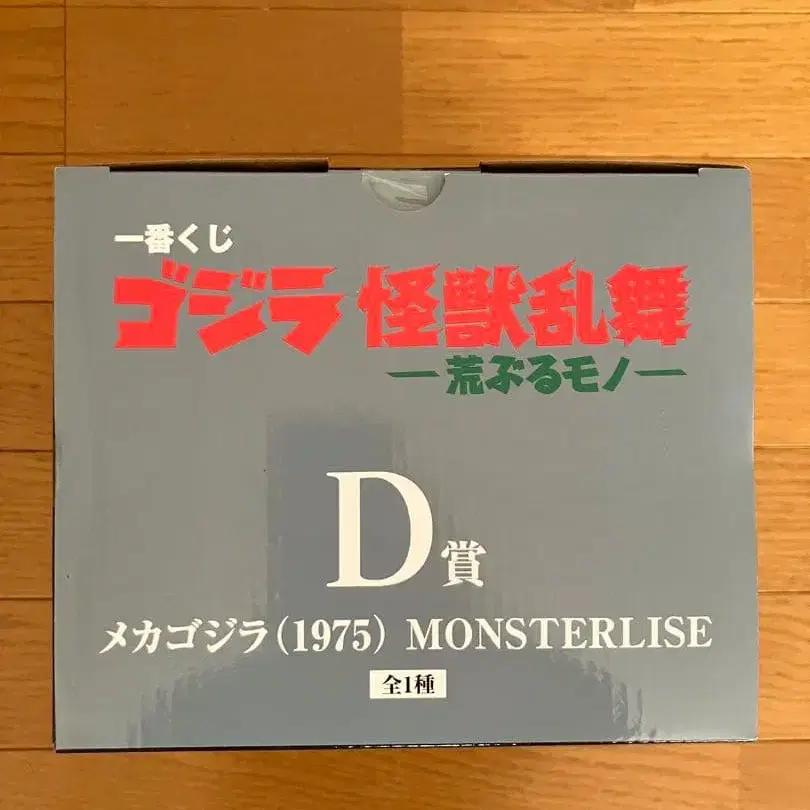 一番くじ
ゴジラ 怪獣乱舞
—荒ぶるモノ—
D賞
メカゴジラ（1975） MONSTERLISE
全1種